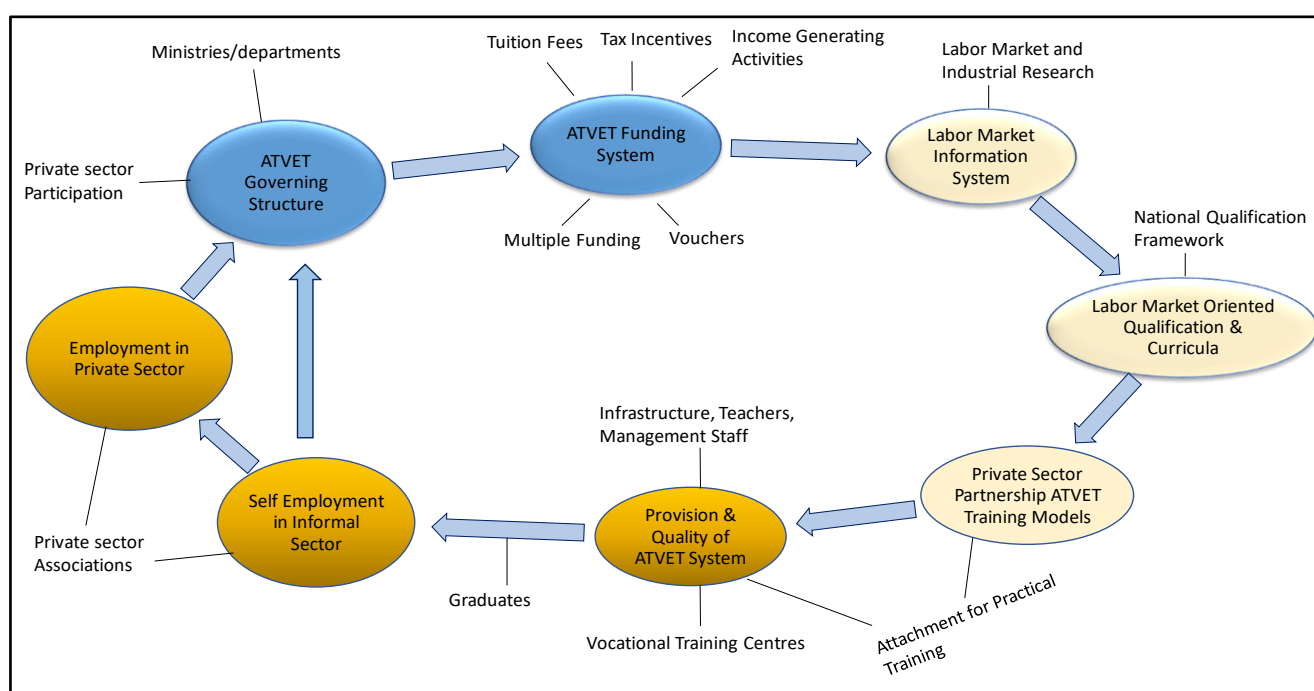 Ministries/departments
Tuition Fees
Tax Incentives
Income Generating
Activities
Labor Market and
Industrial Research
Private sector
Participation
ATVET
Governing
Structure
ATVET Funding
System
Labor Market
Information
System
Multiple Funding
Vouchers
National Qualification
Framework
Labor Market Oriented
Qualification &
Curricula
Employment in
Private Sector
Infrastructure, Teachers,
Management Staff
Private Sector
Partnership ATVET
Training Models
Provision &
Quality of
ATVET System
Self Employment
in Informal
Sector
Private sector
Associations
Graduates
Vocational Training Centres
Attachment for Practical
Training